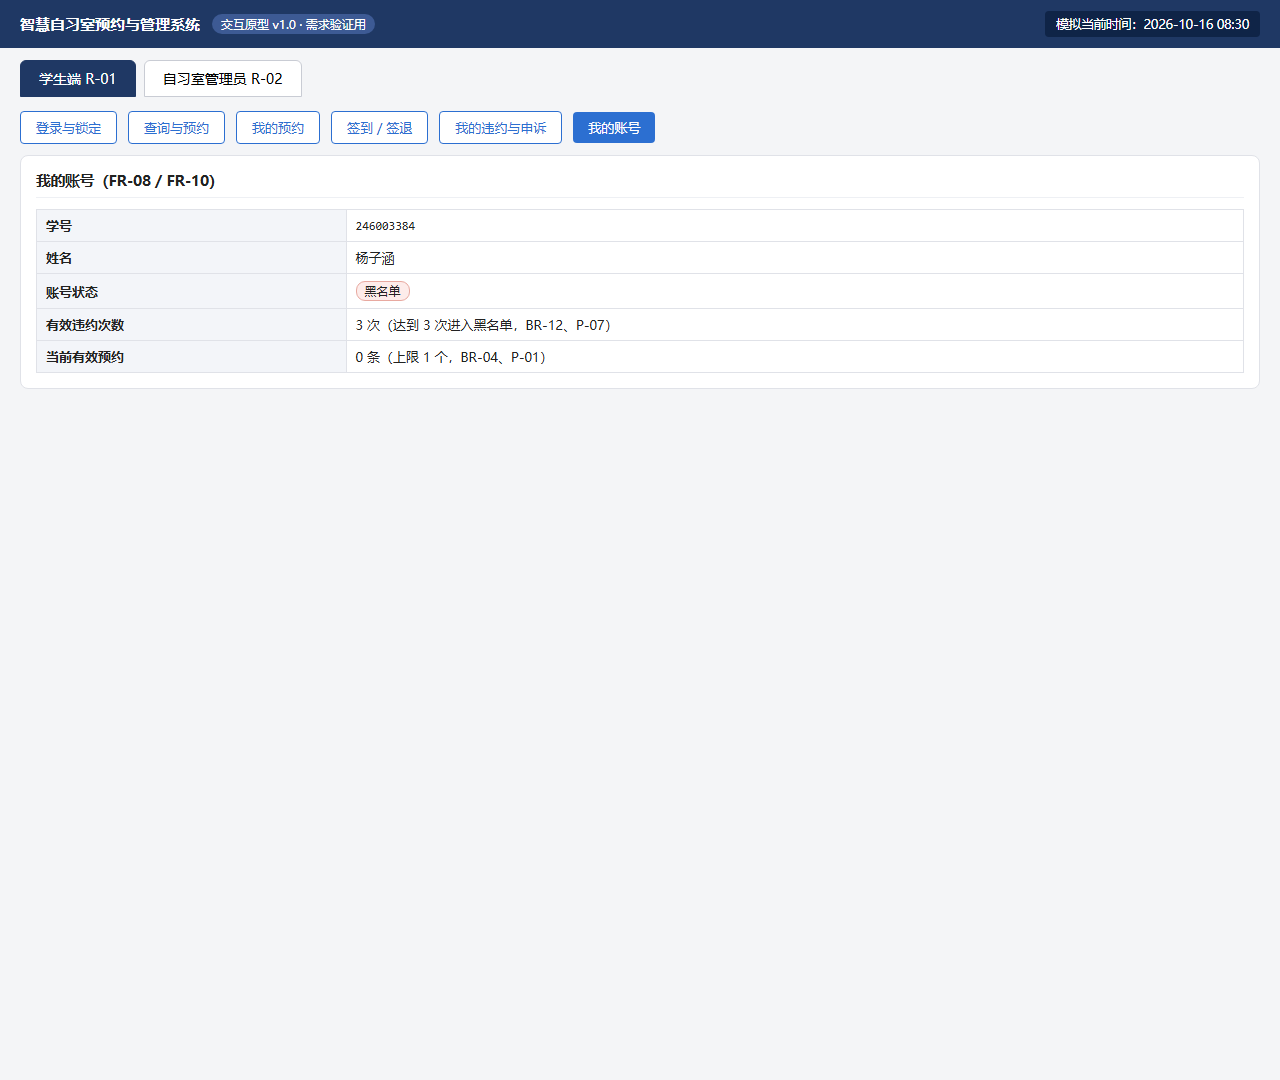 智慧自习室预约与管理系统 交互原型 v1.0 · 需求验证用 模拟当前时间：2026-10-16 08:30
学生端 R-01 自习室管理员 R-02
登录与锁定 查询与预约 我的预约 签到 / 签退 我的违约与申诉 我的账号
我的账号（FR-08 / FR-10）
学号 246003384
姓名 杨子涵
账号状态 黑名单
有效违约次数 3 次（达到 3 次进入黑名单，BR-12、P-07）
当前有效预约 0 条（上限 1 个，BR-04、P-01）